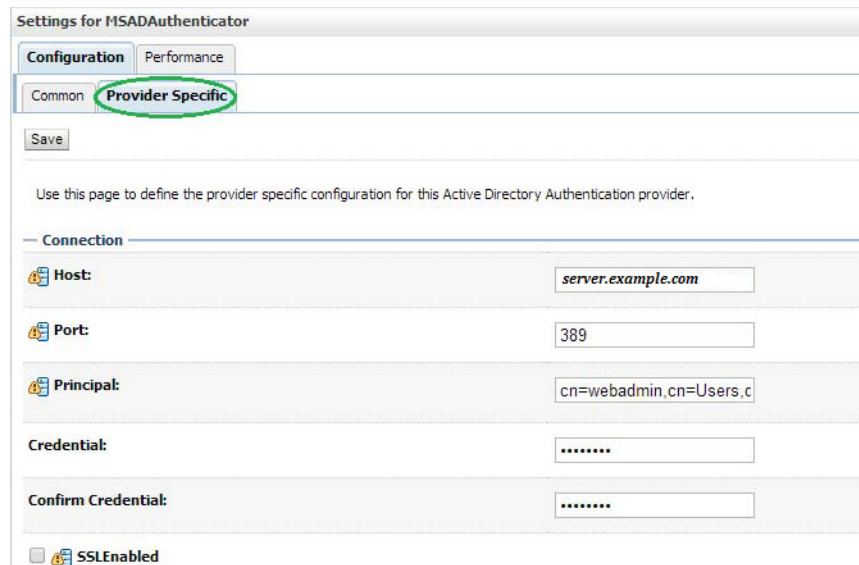 Settings for MSADAuthenticator
Configuration Performance
Common Provider Specific
Save
Use this page to define the provider specific configuration for this Active Directory Authentication provider.
Connection
Host: server.example.com
Port: 389
Principal: cn=webadmin,cn=Users,c
Credential: ••••••••
Confirm Credential: ••••••••
SSLEnabled